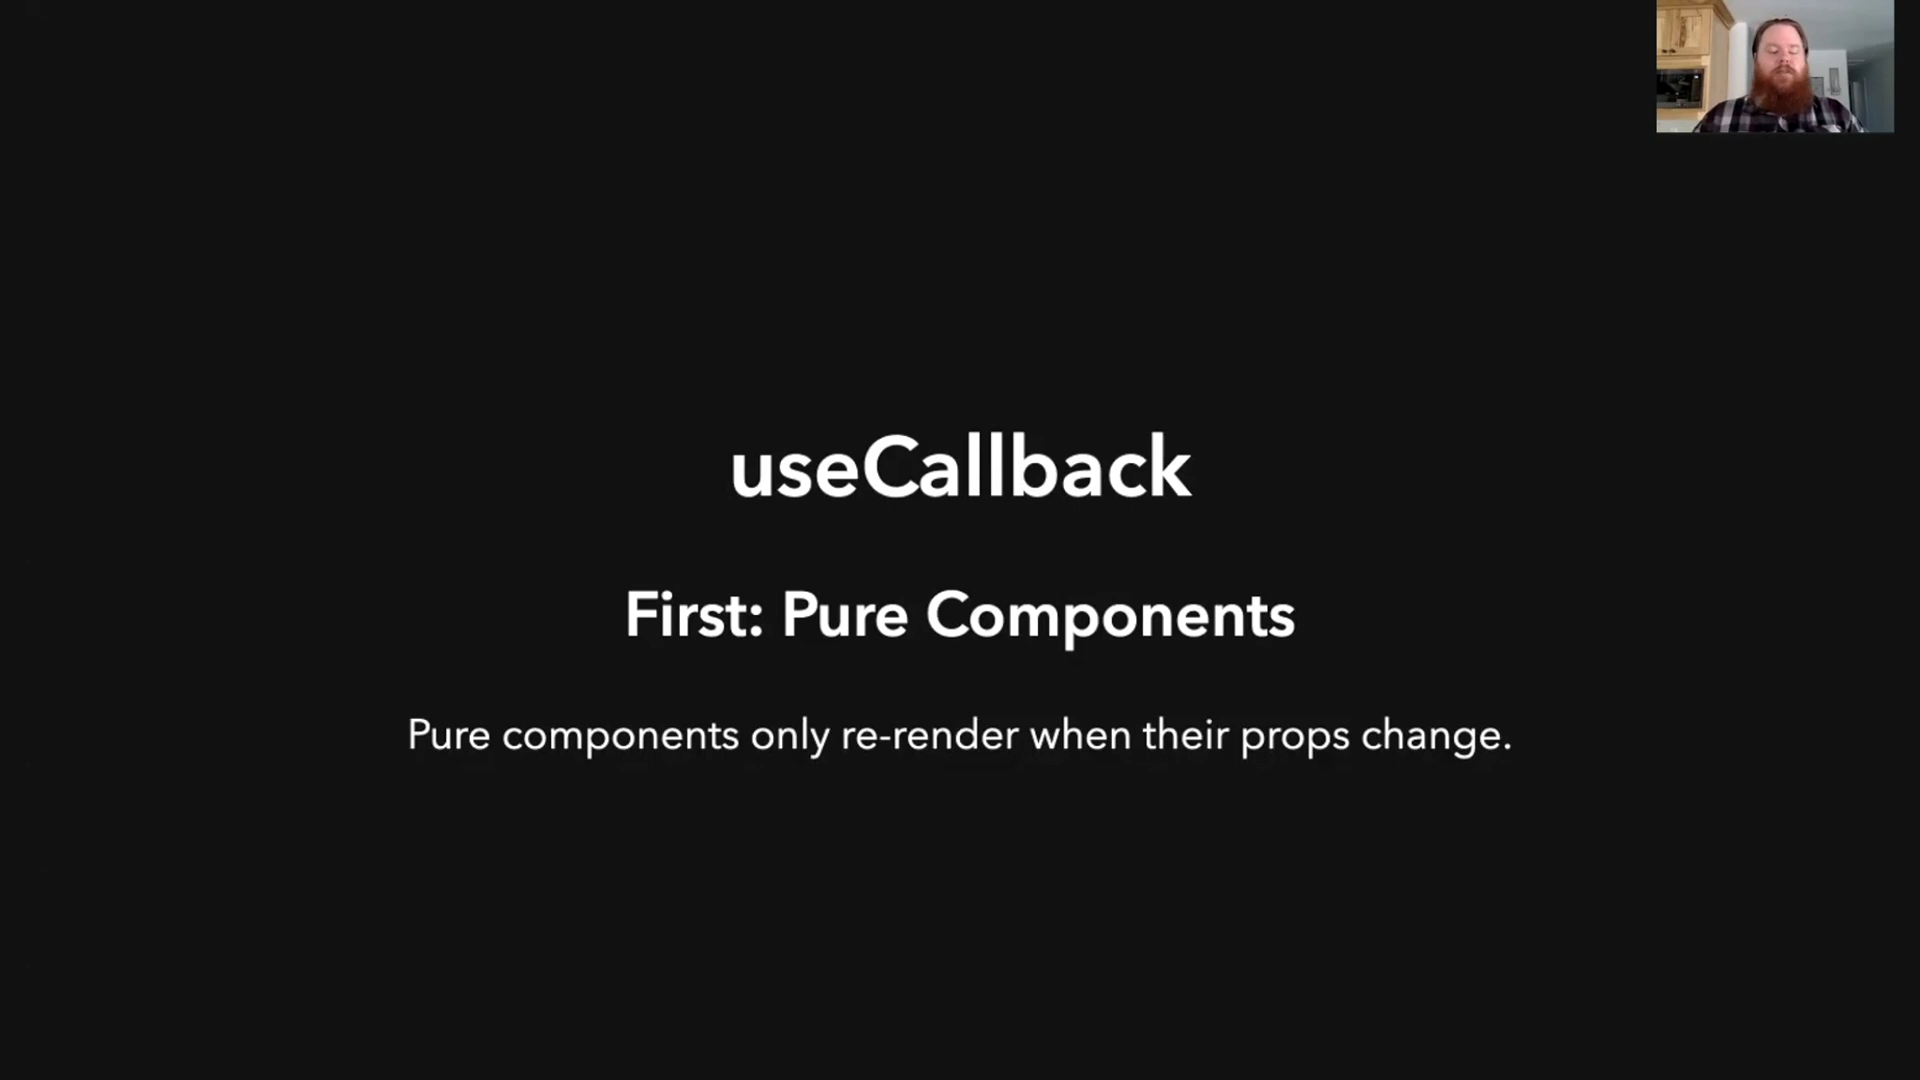 useCallback
First: Pure Components
Pure components only re-render when their props change.